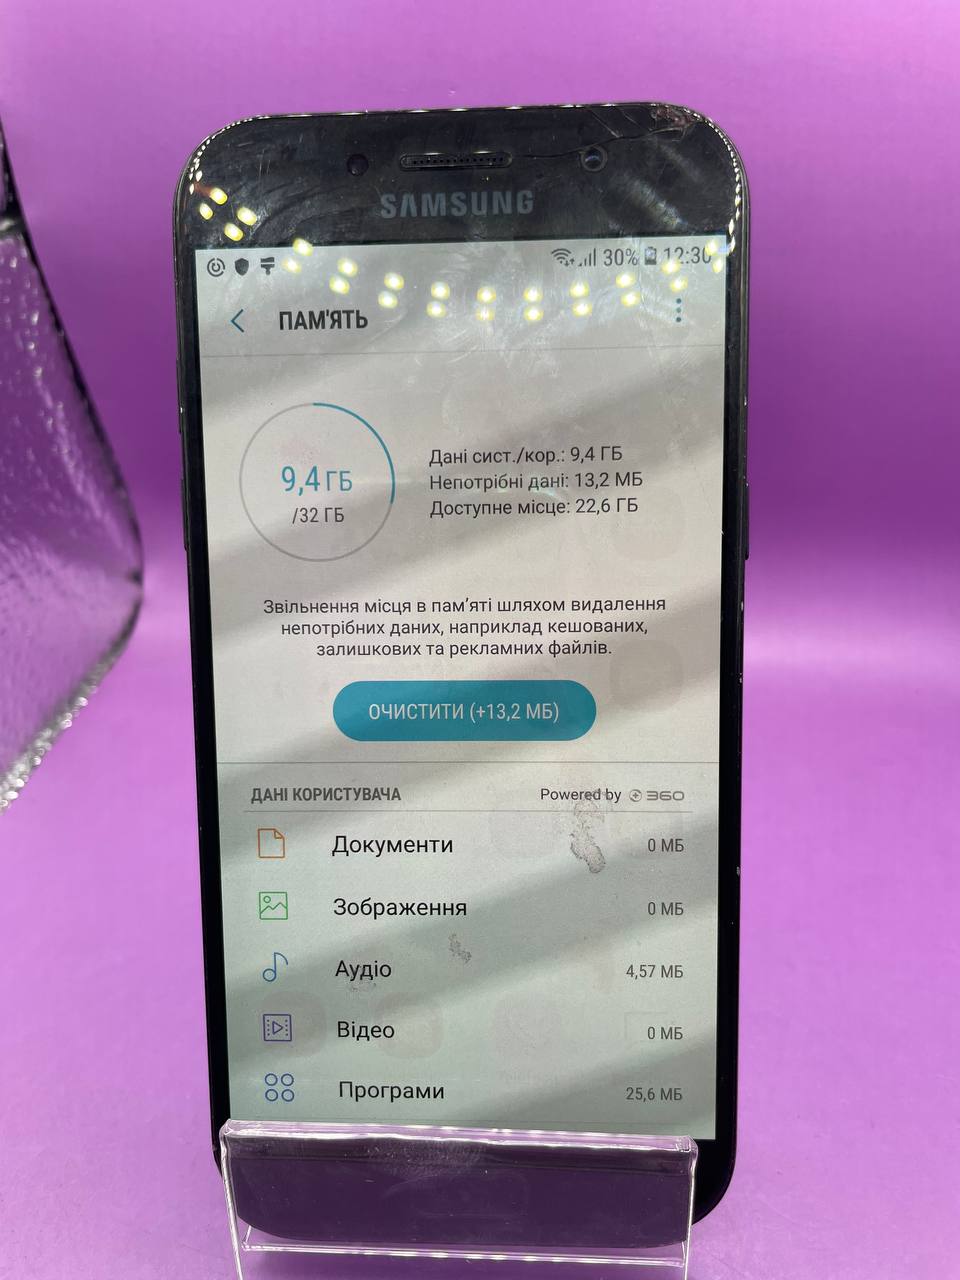 SAMSUNG
30% 12:30
ПАМ'ЯТЬ
9,4 ГБ
/32 ГБ
Дані сист./кор.: 9,4 ГБ
Непотрібні дані: 13,2 МБ
Доступне місце: 22,6 ГБ
Звільнення місця в пам'яті шляхом видалення
непотрібних даних, наприклад кешованих,
залишкових та рекламних файлів.
ОЧИСТИТИ (+13,2 МБ)
ДАНІ КОРИСТУВАЧА Powered by 360
Документи 0 МБ
Зображення 0 МБ
Аудіо 4,57 МБ
Відео 0 МБ
Програми 25,6 МБ